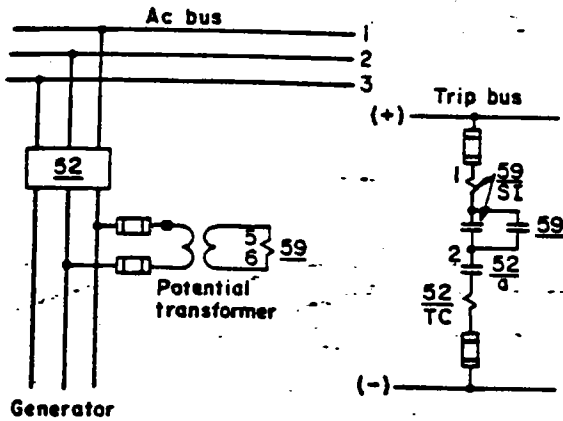 Ac bus
1
2
3
52
5
6
59
Potential
transformer
Generator
Trip bus
(+)
1
59
SI
59
2
52
a
52
TC
(-)